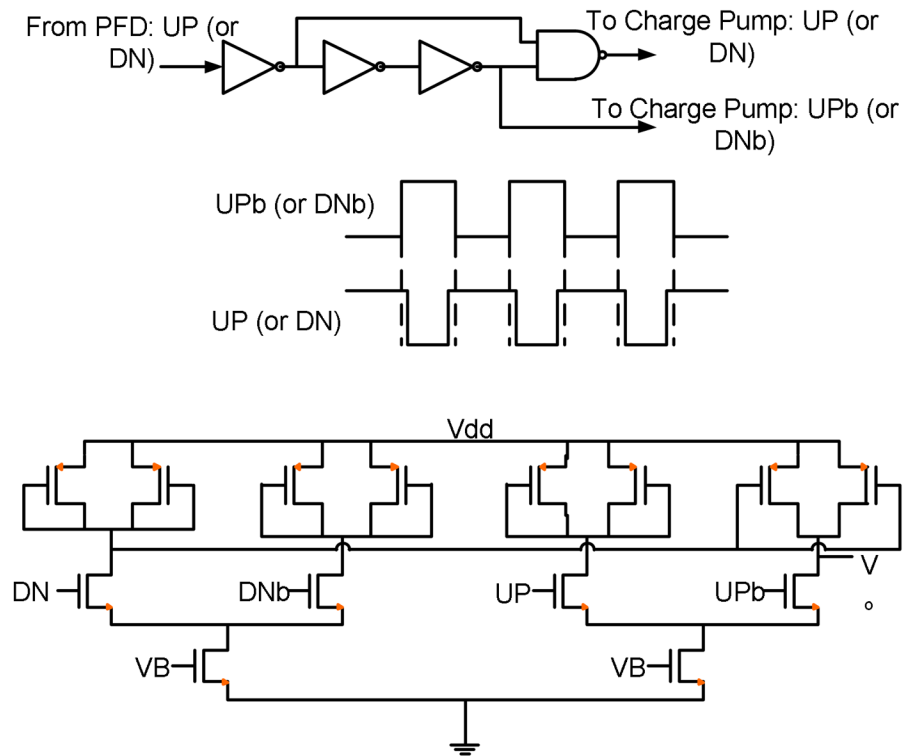 From PFD: UP (or
DN)
To Charge Pump: UP (or
DN)
To Charge Pump: UPb (or
DNb)
UPb (or DNb)
UP (or DN)
Vdd
DN
DNb
UP
UPb
V
o
VB
VB